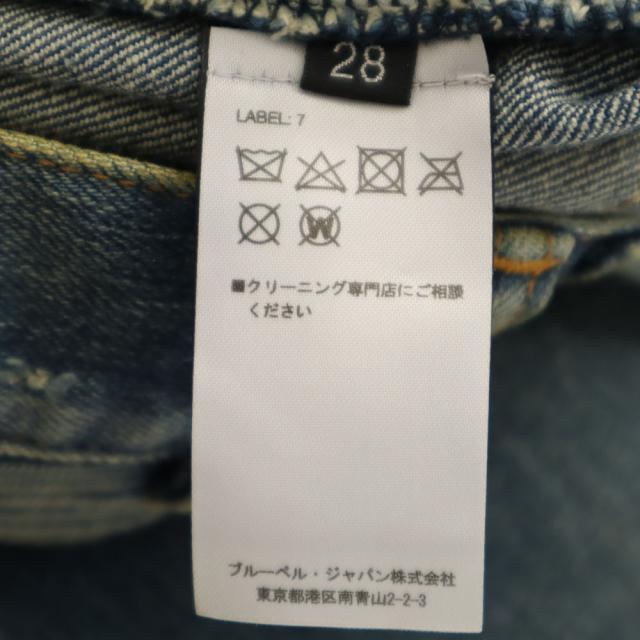 28
LABEL: 7
W
■クリーニング専門店にご相談
ください
ブルーベル・ジャパン株式会社
東京都港区南青山2-2-3